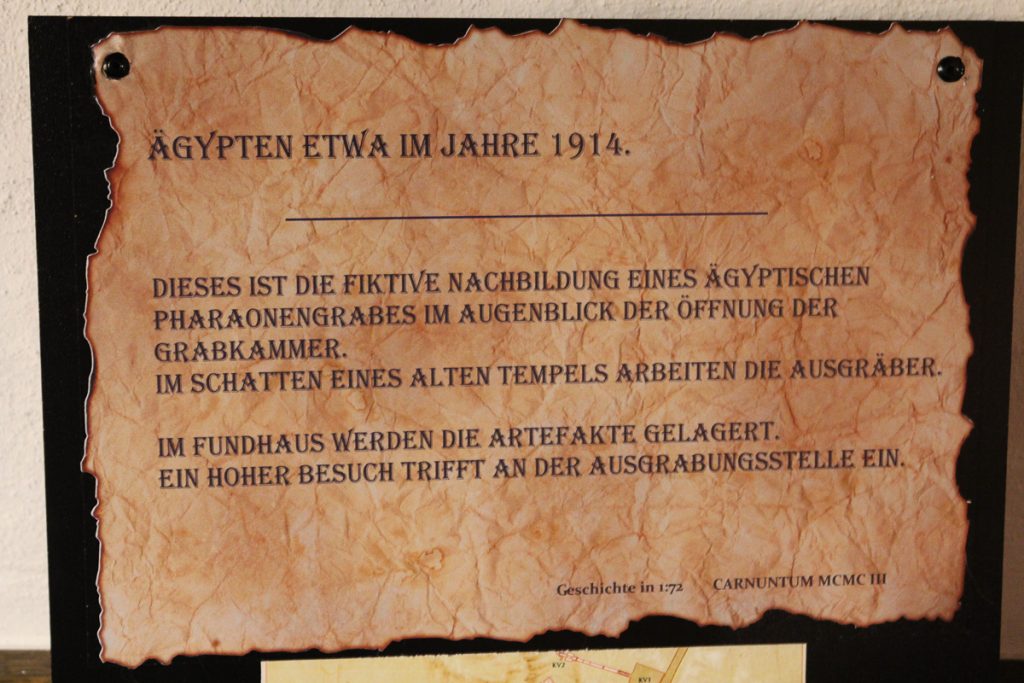 ÄGYPTEN ETWA IM JAHRE 1914.
DIESES IST DIE FIKTIVE NACHBILDUNG EINES ÄGYPTISCHEN
PHARAONENGRABES IM AUGENBLICK DER ÖFFNUNG DER
GRABKAMMER.
IM SCHATTEN EINES ALTEN TEMPELS ARBEITEN DIE AUSGRÄBER.
IM FUNDHAUS WERDEN DIE ARTEFAKTE GELAGERT.
EIN HOHER BESUCH TRIFFT AN DER AUSGRABUNGSSTELLE EIN.
Geschichte in 1:72 CARNUNTUM MCMC III
KV2
KV1